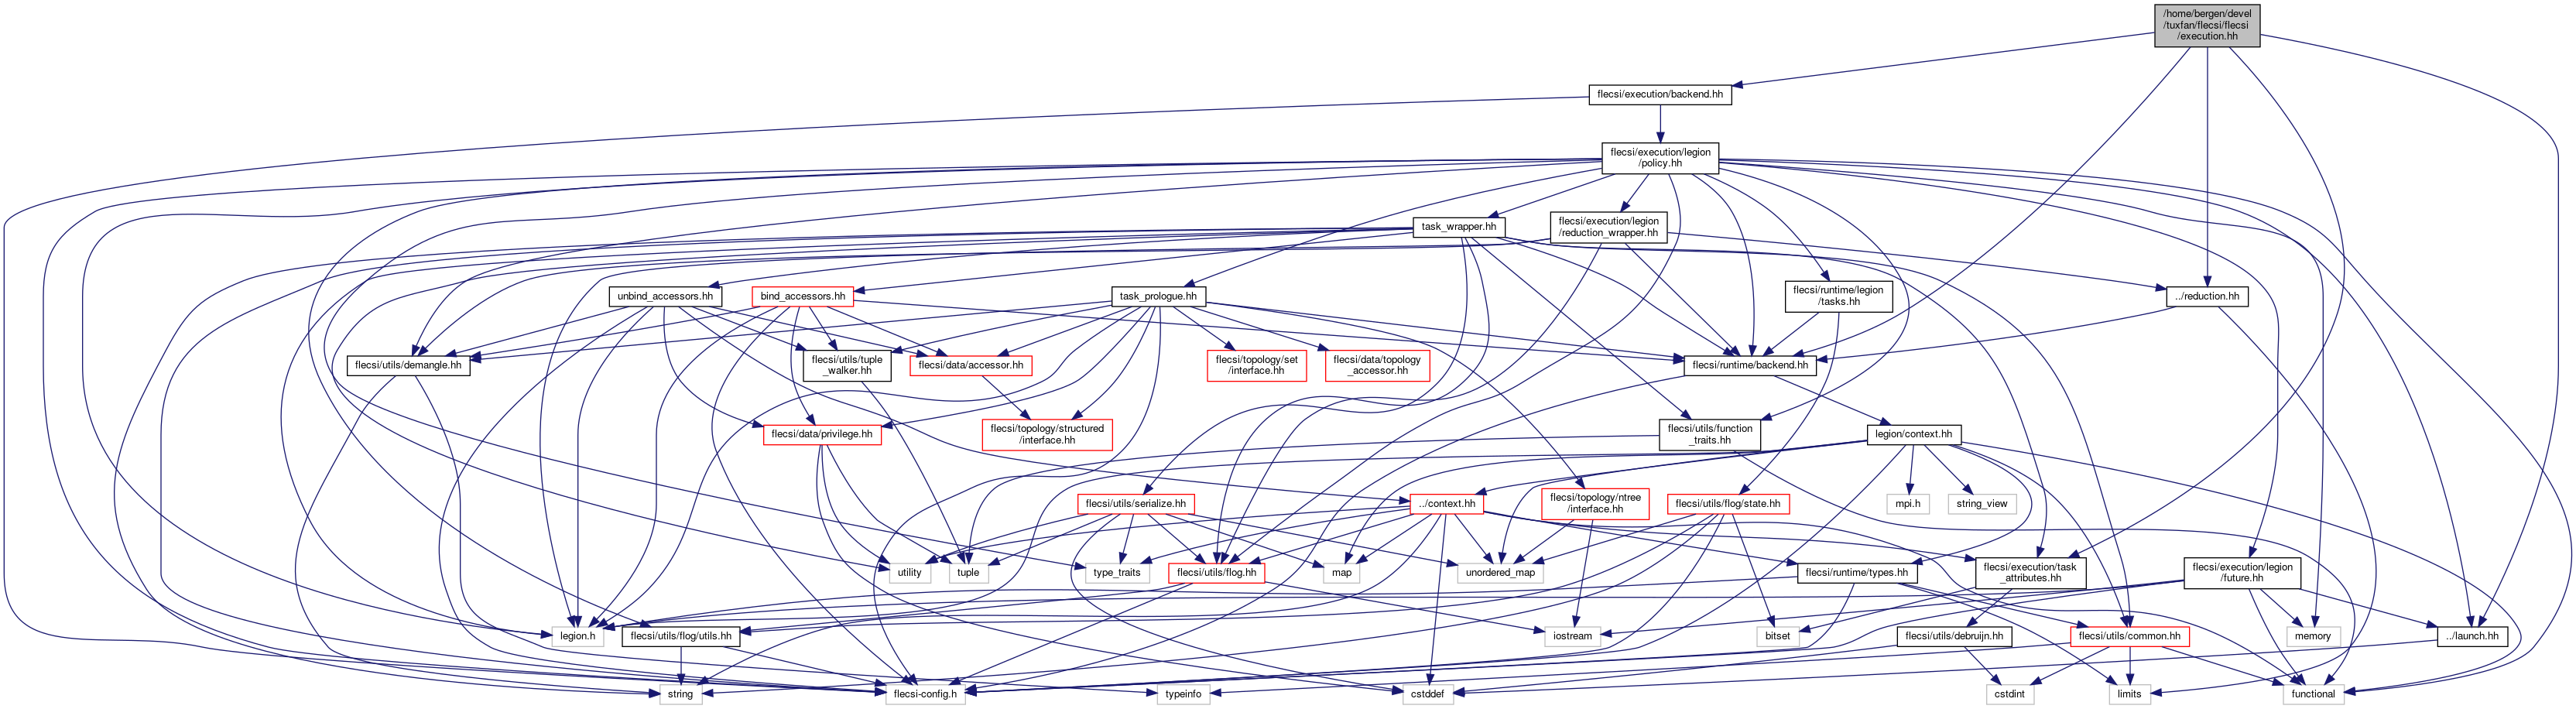 /home/bergen/devel
/tuxfan/flecsi/flecsi
/execution.hh
flecsi/execution/backend.hh
flecsi/execution/legion
/policy.hh
task_wrapper.hh
flecsi/execution/legion
/reduction_wrapper.hh
unbind_accessors.hh
bind_accessors.hh
task_prologue.hh
flecsi/runtime/legion
/tasks.hh
../reduction.hh
flecsi/utils/demangle.hh
flecsi/utils/tuple
_walker.hh
flecsi/data/accessor.hh
flecsi/topology/set
/interface.hh
flecsi/data/topology
_accessor.hh
flecsi/runtime/backend.hh
flecsi/data/privilege.hh
flecsi/topology/structured
/interface.hh
flecsi/utils/function
_traits.hh
legion/context.hh
flecsi/utils/serialize.hh
../context.hh
flecsi/topology/ntree
/interface.hh
flecsi/utils/flog/state.hh
mpi.h
string_view
utility
tuple
type_traits
flecsi/utils/flog.hh
map
unordered_map
flecsi/runtime/types.hh
flecsi/execution/task
_attributes.hh
flecsi/execution/legion
/future.hh
legion.h
flecsi/utils/flog/utils.hh
iostream
bitset
flecsi/utils/debruijn.hh
flecsi/utils/common.hh
memory
../launch.hh
string
flecsi-config.h
typeinfo
cstddef
cstdint
limits
functional